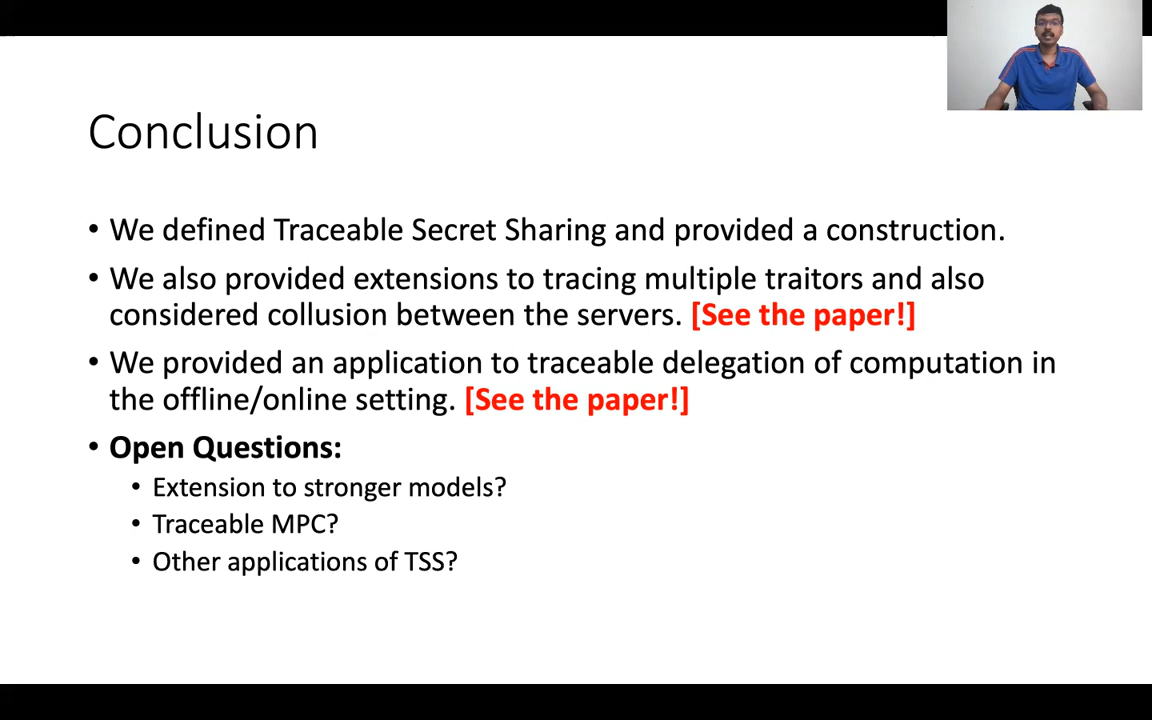 Conclusion
• We defined Traceable Secret Sharing and provided a construction.
• We also provided extensions to tracing multiple traitors and also
considered collusion between the servers. [See the paper!]
• We provided an application to traceable delegation of computation in
the offline/online setting. [See the paper!]
• Open Questions:
• Extension to stronger models?
• Traceable MPC?
• Other applications of TSS?